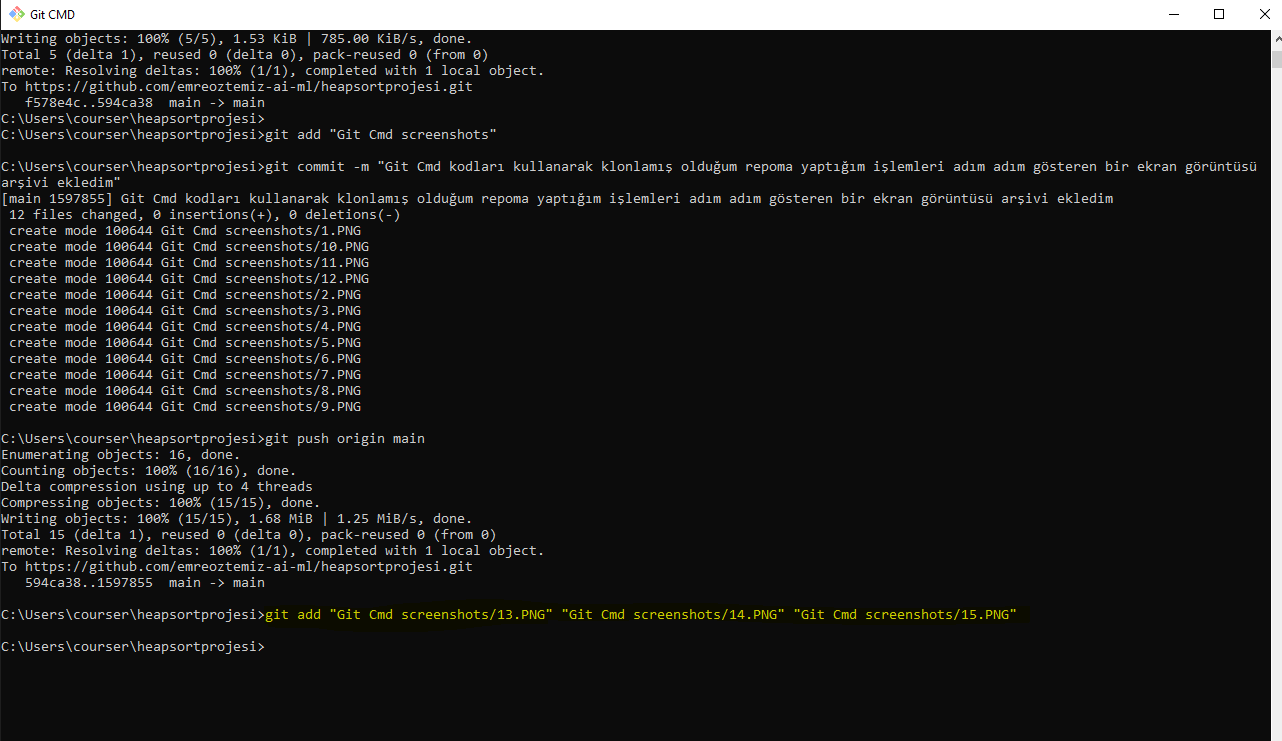 Git CMD
Writing objects: 100% (5/5), 1.53 KiB | 785.00 KiB/s, done.
Total 5 (delta 1), reused 0 (delta 0), pack-reused 0 (from 0)
remote: Resolving deltas: 100% (1/1), completed with 1 local object.
To https://github.com/emreoztemiz-ai-ml/heapsortprojesi.git
   f578e4c..594ca38  main -> main
C:\Users\courser\heapsortprojesi>
C:\Users\courser\heapsortprojesi>git add "Git Cmd screenshots"
C:\Users\courser\heapsortprojesi>git commit -m "Git Cmd kodları kullanarak klonlamış olduğum repoma yaptığım işlemleri adım adım gösteren bir ekran görüntüsü
arşivi ekledim"
[main 1597855] Git Cmd kodları kullanarak klonlamış olduğum repoma yaptığım işlemleri adım adım gösteren bir ekran görüntüsü arşivi ekledim
 12 files changed, 0 insertions(+), 0 deletions(-)
 create mode 100644 Git Cmd screenshots/1.PNG
 create mode 100644 Git Cmd screenshots/10.PNG
 create mode 100644 Git Cmd screenshots/11.PNG
 create mode 100644 Git Cmd screenshots/12.PNG
 create mode 100644 Git Cmd screenshots/2.PNG
 create mode 100644 Git Cmd screenshots/3.PNG
 create mode 100644 Git Cmd screenshots/4.PNG
 create mode 100644 Git Cmd screenshots/5.PNG
 create mode 100644 Git Cmd screenshots/6.PNG
 create mode 100644 Git Cmd screenshots/7.PNG
 create mode 100644 Git Cmd screenshots/8.PNG
 create mode 100644 Git Cmd screenshots/9.PNG
C:\Users\courser\heapsortprojesi>git push origin main
Enumerating objects: 16, done.
Counting objects: 100% (16/16), done.
Delta compression using up to 4 threads
Compressing objects: 100% (15/15), done.
Writing objects: 100% (15/15), 1.68 MiB | 1.25 MiB/s, done.
Total 15 (delta 1), reused 0 (delta 0), pack-reused 0 (from 0)
remote: Resolving deltas: 100% (1/1), completed with 1 local object.
To https://github.com/emreoztemiz-ai-ml/heapsortprojesi.git
   594ca38..1597855  main -> main
C:\Users\courser\heapsortprojesi>git add "Git Cmd screenshots/13.PNG" "Git Cmd screenshots/14.PNG" "Git Cmd screenshots/15.PNG"
C:\Users\courser\heapsortprojesi>